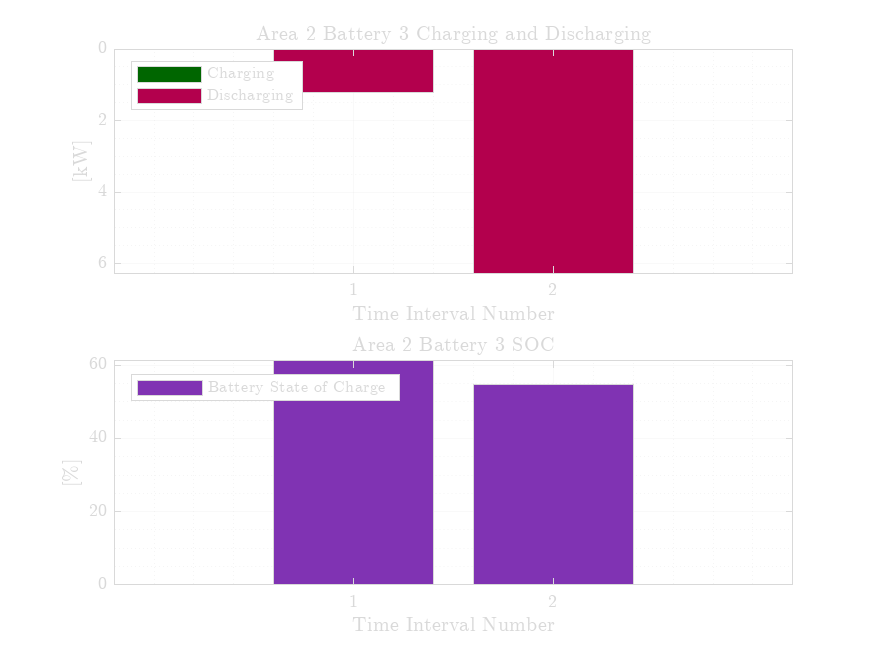 Area 2 Battery 3 Charging and Discharging
0
2
4
6
[kW]
Charging
Discharging
1 2
Time Interval Number
Area 2 Battery 3 SOC
60
40
20
0
[%]
Battery State of Charge
1 2
Time Interval Number